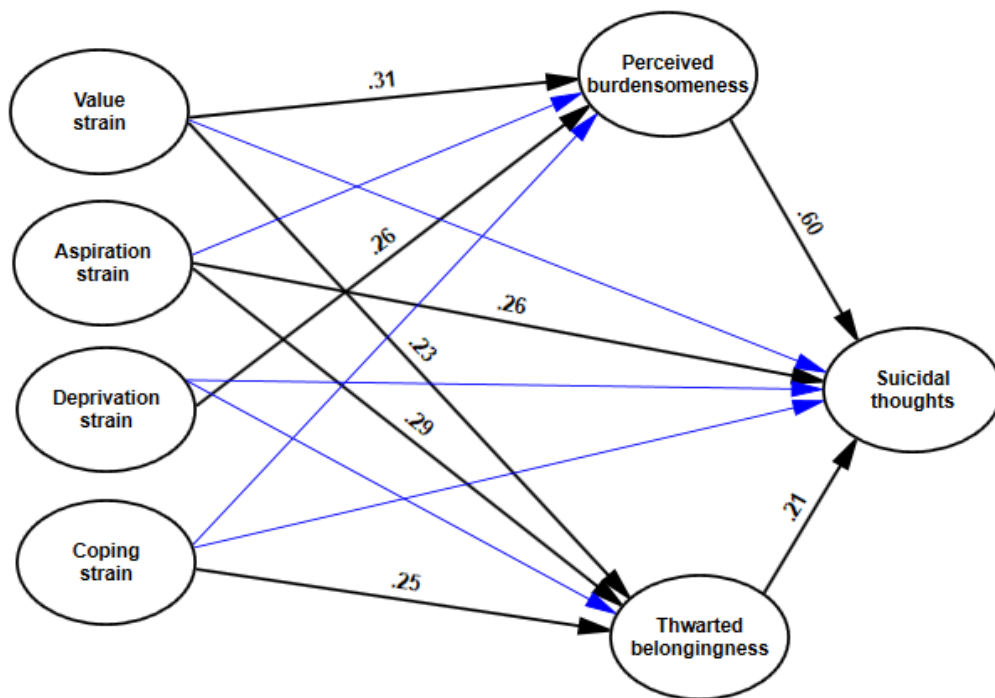 Perceived
burdensomeness
Value
strain
.31
Aspiration
strain
.26
.60
.26
.23
Suicidal
thoughts
Deprivation
strain
.29
.21
Coping
strain
.25
Thwarted
belongingness